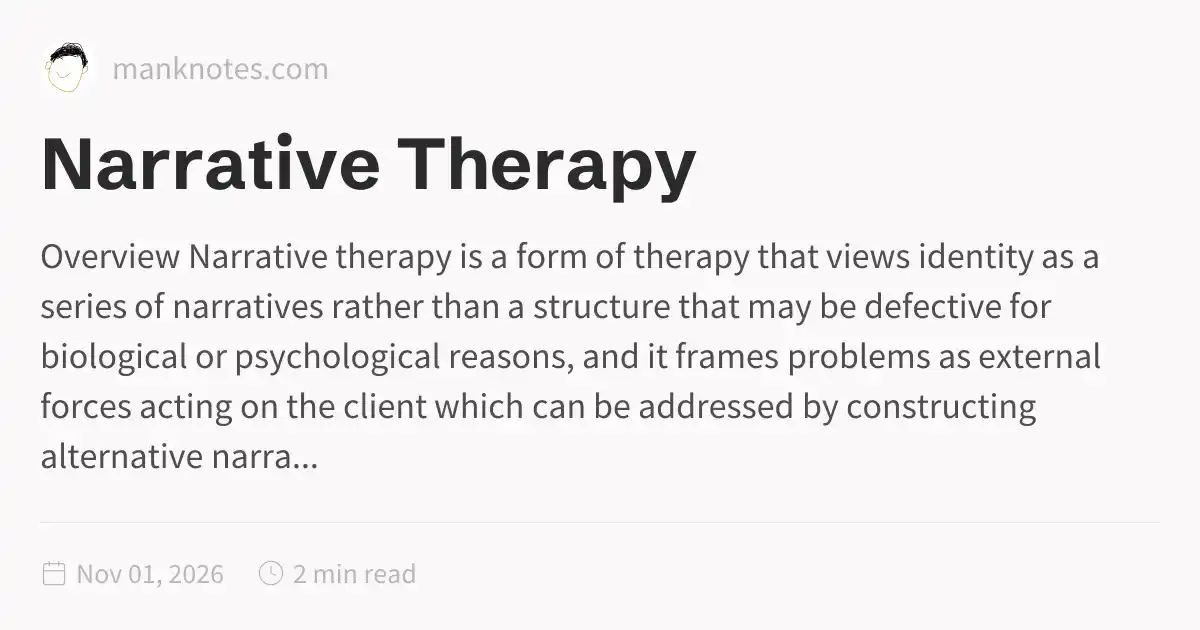 manknotes.com
Narrative Therapy
Overview Narrative therapy is a form of therapy that views identity as a
series of narratives rather than a structure that may be defective for
biological or psychological reasons, and it frames problems as external
forces acting on the client which can be addressed by constructing
alternative narra...
Nov 01, 2026 2 min read